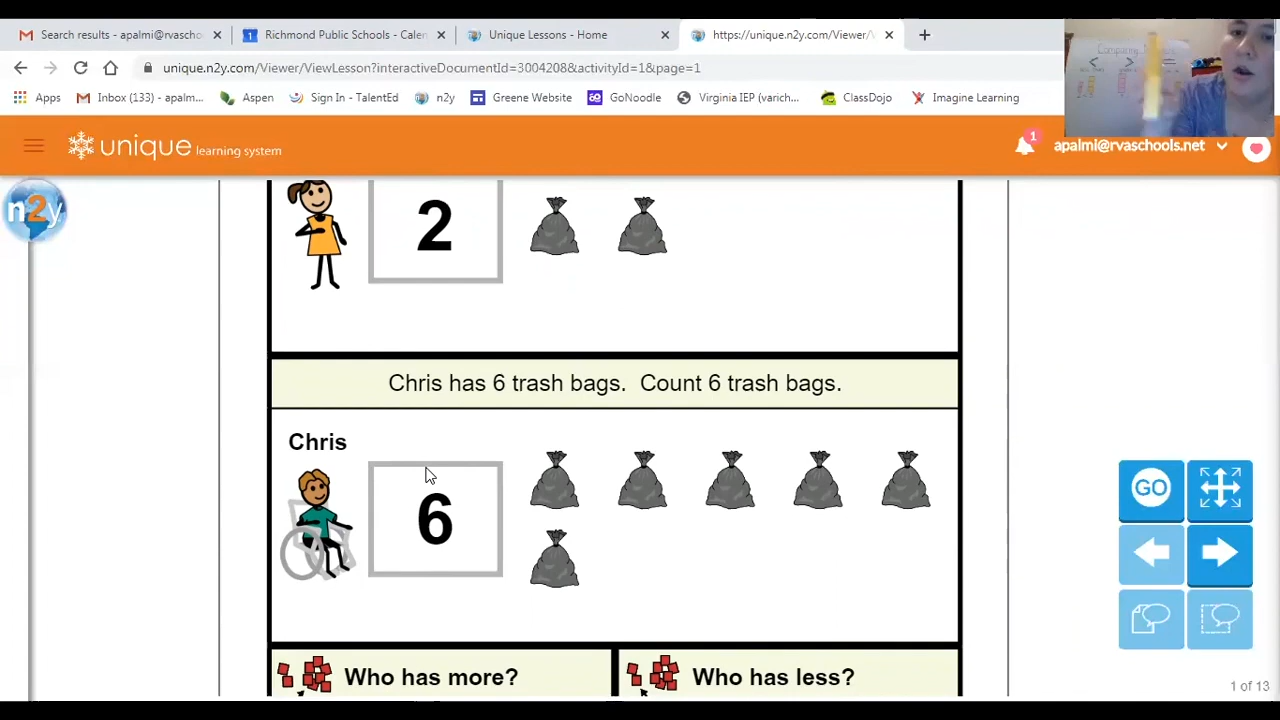 Search results - apalmi@rvaschoo
Richmond Public Schools - Calen
Unique Lessons - Home
https://unique.n2y.com/Viewer/V
unique.n2y.com/Viewer/ViewLesson?interactiveDocumentId=3004208&activityId=1&page=1
Apps
Inbox (133) - apalm...
Aspen
Sign In - TalentEd
n2y
Greene Website
GoNoodle
Virginia IEP (varich...
ClassDojo
Imagine Learning
Comparing
< > =
unique learning system
1
apalmi@rvaschools.net
n2y
2
Chris has 6 trash bags. Count 6 trash bags.
Chris
6
GO
Who has more?
Who has less?
1 of 13